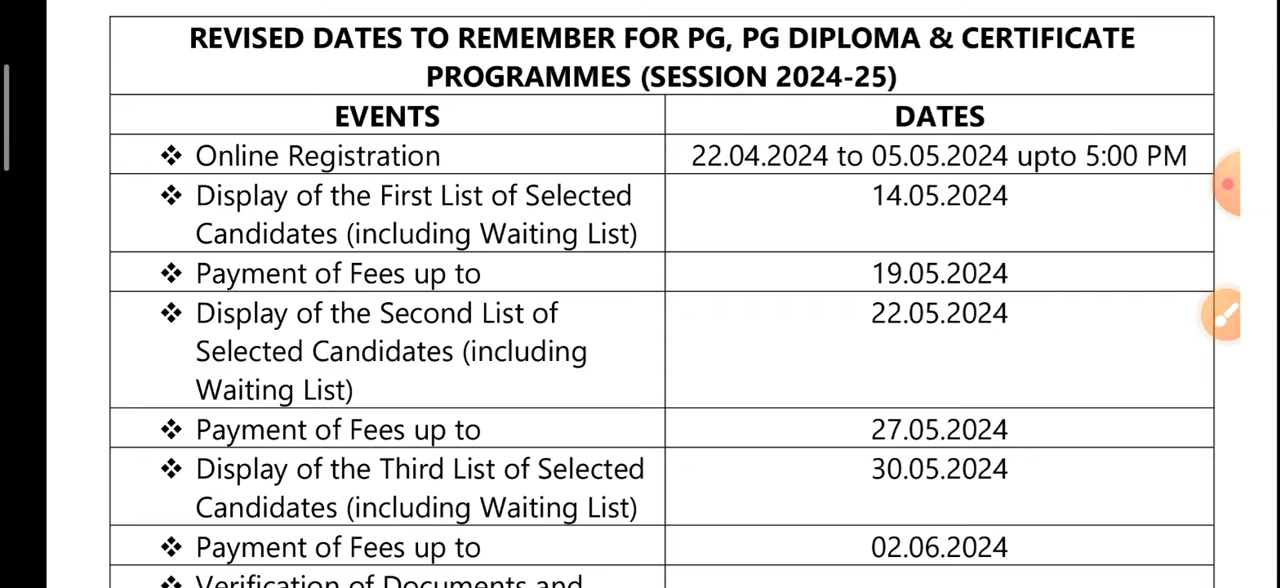 REVISED DATES TO REMEMBER FOR PG, PG DIPLOMA & CERTIFICATE
PROGRAMMES (SESSION 2024-25)
EVENTS DATES
❖ Online Registration 22.04.2024 to 05.05.2024 upto 5:00 PM
❖ Display of the First List of Selected 14.05.2024
Candidates (including Waiting List)
❖ Payment of Fees up to 19.05.2024
❖ Display of the Second List of 22.05.2024
Selected Candidates (including
Waiting List)
❖ Payment of Fees up to 27.05.2024
❖ Display of the Third List of Selected 30.05.2024
Candidates (including Waiting List)
❖ Payment of Fees up to 02.06.2024
❖ Verification of Documents and